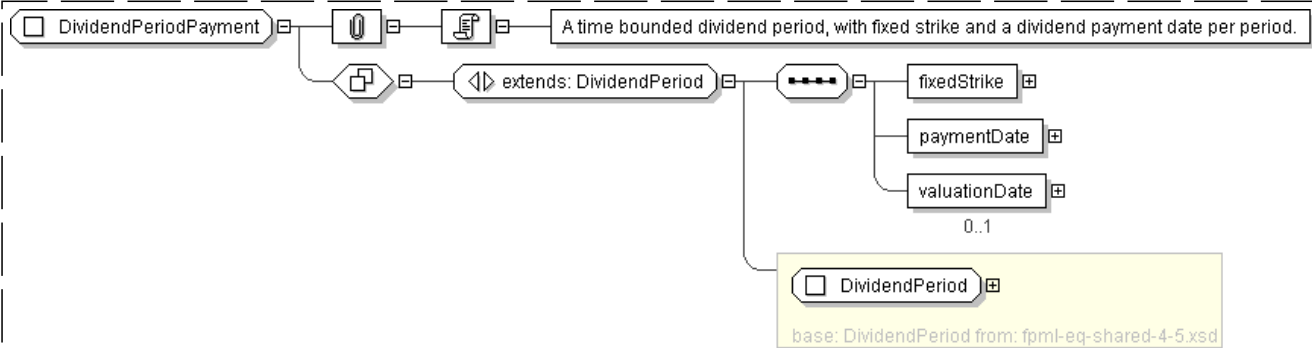 DividendPeriodPayment
A time bounded dividend period, with fixed strike and a dividend payment date per period.
extends: DividendPeriod
fixedStrike
paymentDate
valuationDate
0..1
DividendPeriod
base: DividendPeriod from: fpml-eq-shared-4-5.xsd